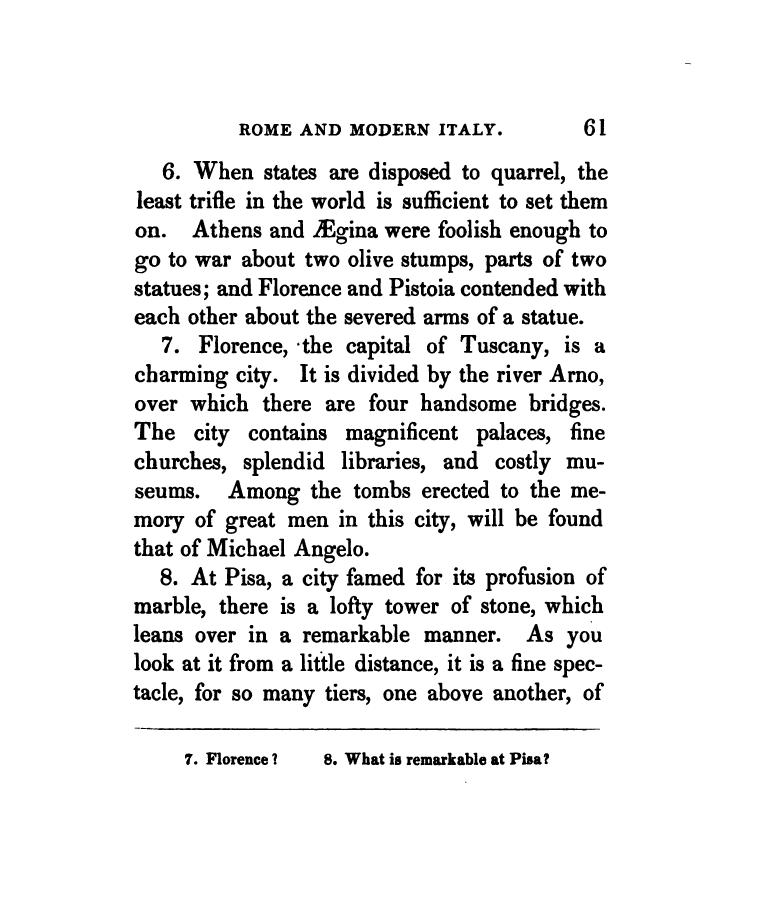 ROME AND MODERN ITALY. 61
6. When states are disposed to quarrel, the
least trifle in the world is sufficient to set them
on. Athens and Ægina were foolish enough to
go to war about two olive stumps, parts of two
statues; and Florence and Pistoia contended with
each other about the severed arms of a statue.
7. Florence, the capital of Tuscany, is a
charming city. It is divided by the river Arno,
over which there are four handsome bridges.
The city contains magnificent palaces, fine
churches, splendid libraries, and costly mu-
seums. Among the tombs erected to the me-
mory of great men in this city, will be found
that of Michael Angelo.
8. At Pisa, a city famed for its profusion of
marble, there is a lofty tower of stone, which
leans over in a remarkable manner. As you
look at it from a little distance, it is a fine spec-
tacle, for so many tiers, one above another, of
7. Florence? 8. What is remarkable at Pisa?